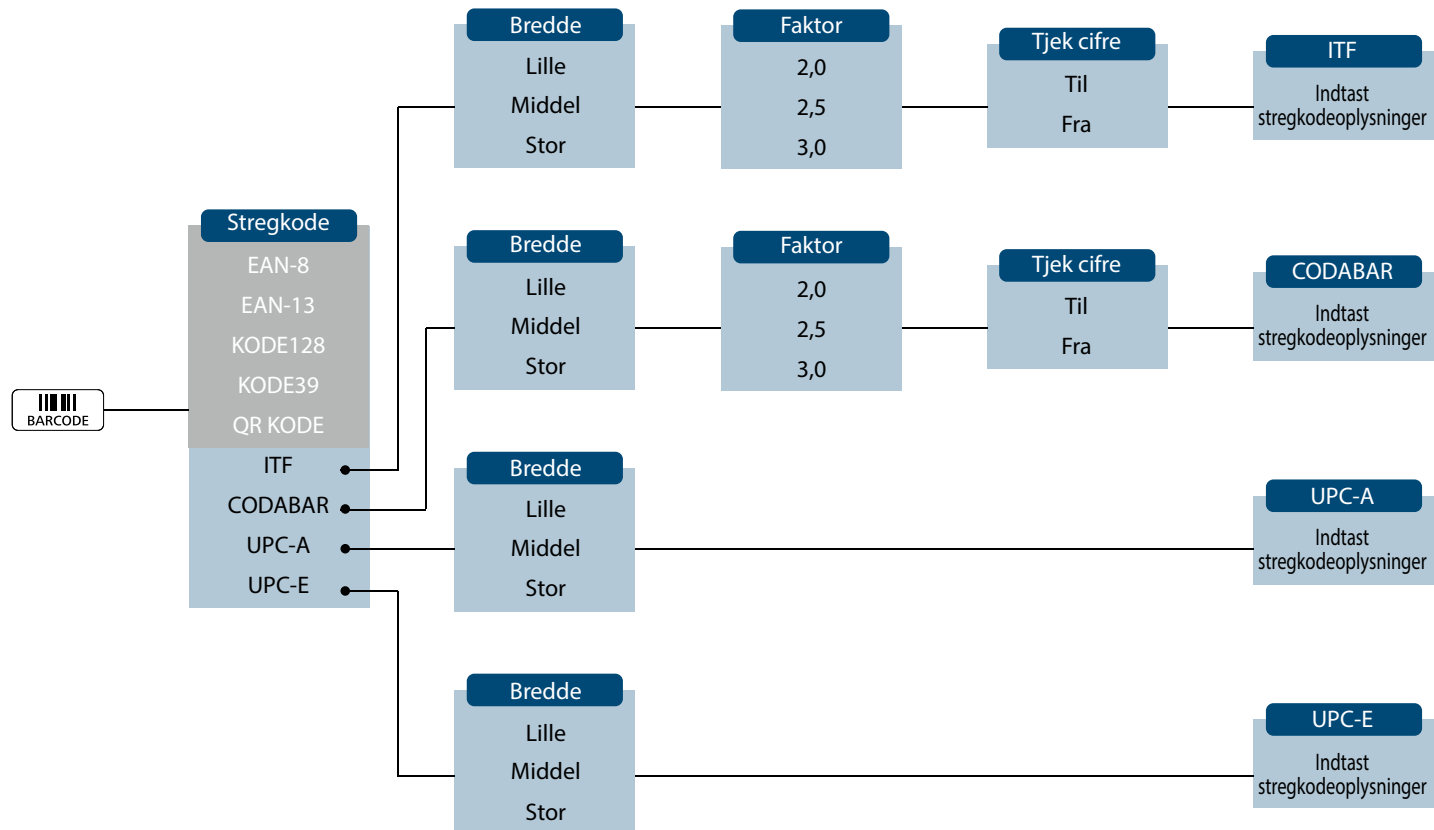 BARCODE
Stregkode
EAN-8
EAN-13
KODE128
KODE39
QR KODE
ITF
CODABAR
UPC-A
UPC-E
Bredde
Lille
Middel
Stor
Faktor
2,0
2,5
3,0
Tjek cifre
Til
Fra
ITF
Indtast
stregkodeoplysninger
Bredde
Lille
Middel
Stor
Faktor
2,0
2,5
3,0
Tjek cifre
Til
Fra
CODABAR
Indtast
stregkodeoplysninger
Bredde
Lille
Middel
Stor
UPC-A
Indtast
stregkodeoplysninger
Bredde
Lille
Middel
Stor
UPC-E
Indtast
stregkodeoplysninger